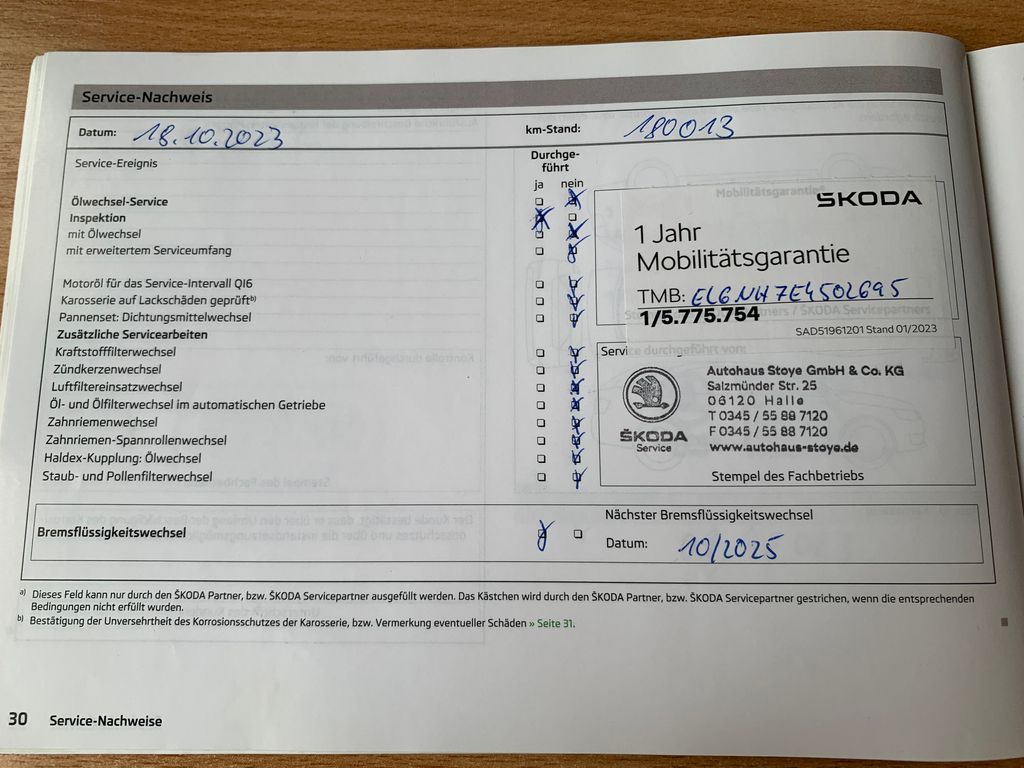 Service-Nachweis
Datum: 18.10.2023 km-Stand: 180013
Service-Ereignis
Durchge-
führt
ja nein
Ölwechsel-Service
Inspektion
mit Ölwechsel
mit erweitertem Serviceumfang
Motoröl für das Service-Intervall QI6
Karosserie auf Lackschäden geprüft b)
Pannenset: Dichtungsmittelwechsel
Zusätzliche Servicearbeiten
Kraftstofffilterwechsel
Zündkerzenwechsel
Luftfiltereinsatzwechsel
Öl- und Ölfilterwechsel im automatischen Getriebe
Zahnriemenwechsel
Zahnriemen-Spannrollenwechsel
Haldex-Kupplung: Ölwechsel
Staub- und Pollenfilterwechsel
Mobilitätsgarantie
ŠKODA
1 Jahr
Mobilitätsgarantie
TMB: EL6NH7E4502695
1/5.775.754
SAD51961201 Stand 01/2023
Service durchgeführt von:
ŠKODA
Service
Autohaus Stoye GmbH & Co. KG
Salzmünder Str. 25
06120 Halle
T 0345 / 55 88 7120
F 0345 / 55 88 7120
www.autohaus-stoye.de
Stempel des Fachbetriebs
Bremsflüssigkeitswechsel
Nächster Bremsflüssigkeitswechsel
Datum: 10/2025
a) Dieses Feld kann nur durch den ŠKODA Partner, bzw. ŠKODA Servicepartner ausgefüllt werden. Das Kästchen wird durch den ŠKODA Partner, bzw. ŠKODA Servicepartner gestrichen, wenn die entsprechenden
Bedingungen nicht erfüllt wurden.
b) Bestätigung der Unversehrtheit des Korrosionsschutzes der Karosserie, bzw. Vermerkung eventueller Schäden » Seite 31.
30 Service-Nachweise